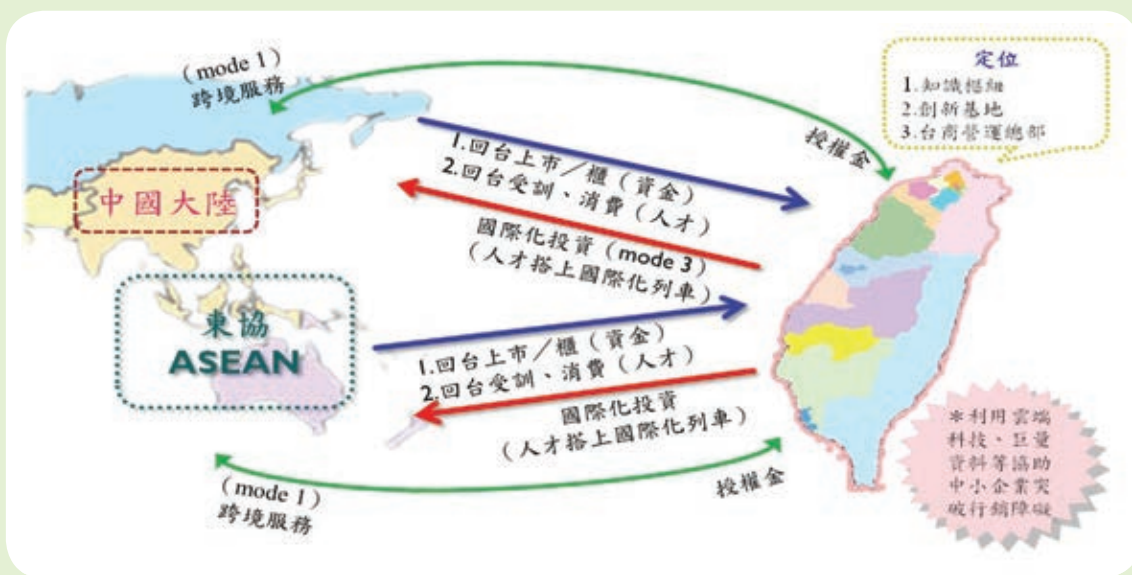 (mode 1)
跨境服務
定位
1.知識樞紐
2.創新基地
3.台商營運總部
授權金
1.回台上市／櫃（資金）
2.回台受訓、消費（人才）
中國大陸
國際化投資（mode 3）
（人才搭上國際化列車）
東協
ASEAN
1.回台上市／櫃（資金）
2.回台受訓、消費（人才）
國際化投資
（人才搭上國際化列車）
＊利用雲端
科技、巨量
資料等協助
中小企業突
破行銷障礙
授權金
(mode 1)
跨境服務